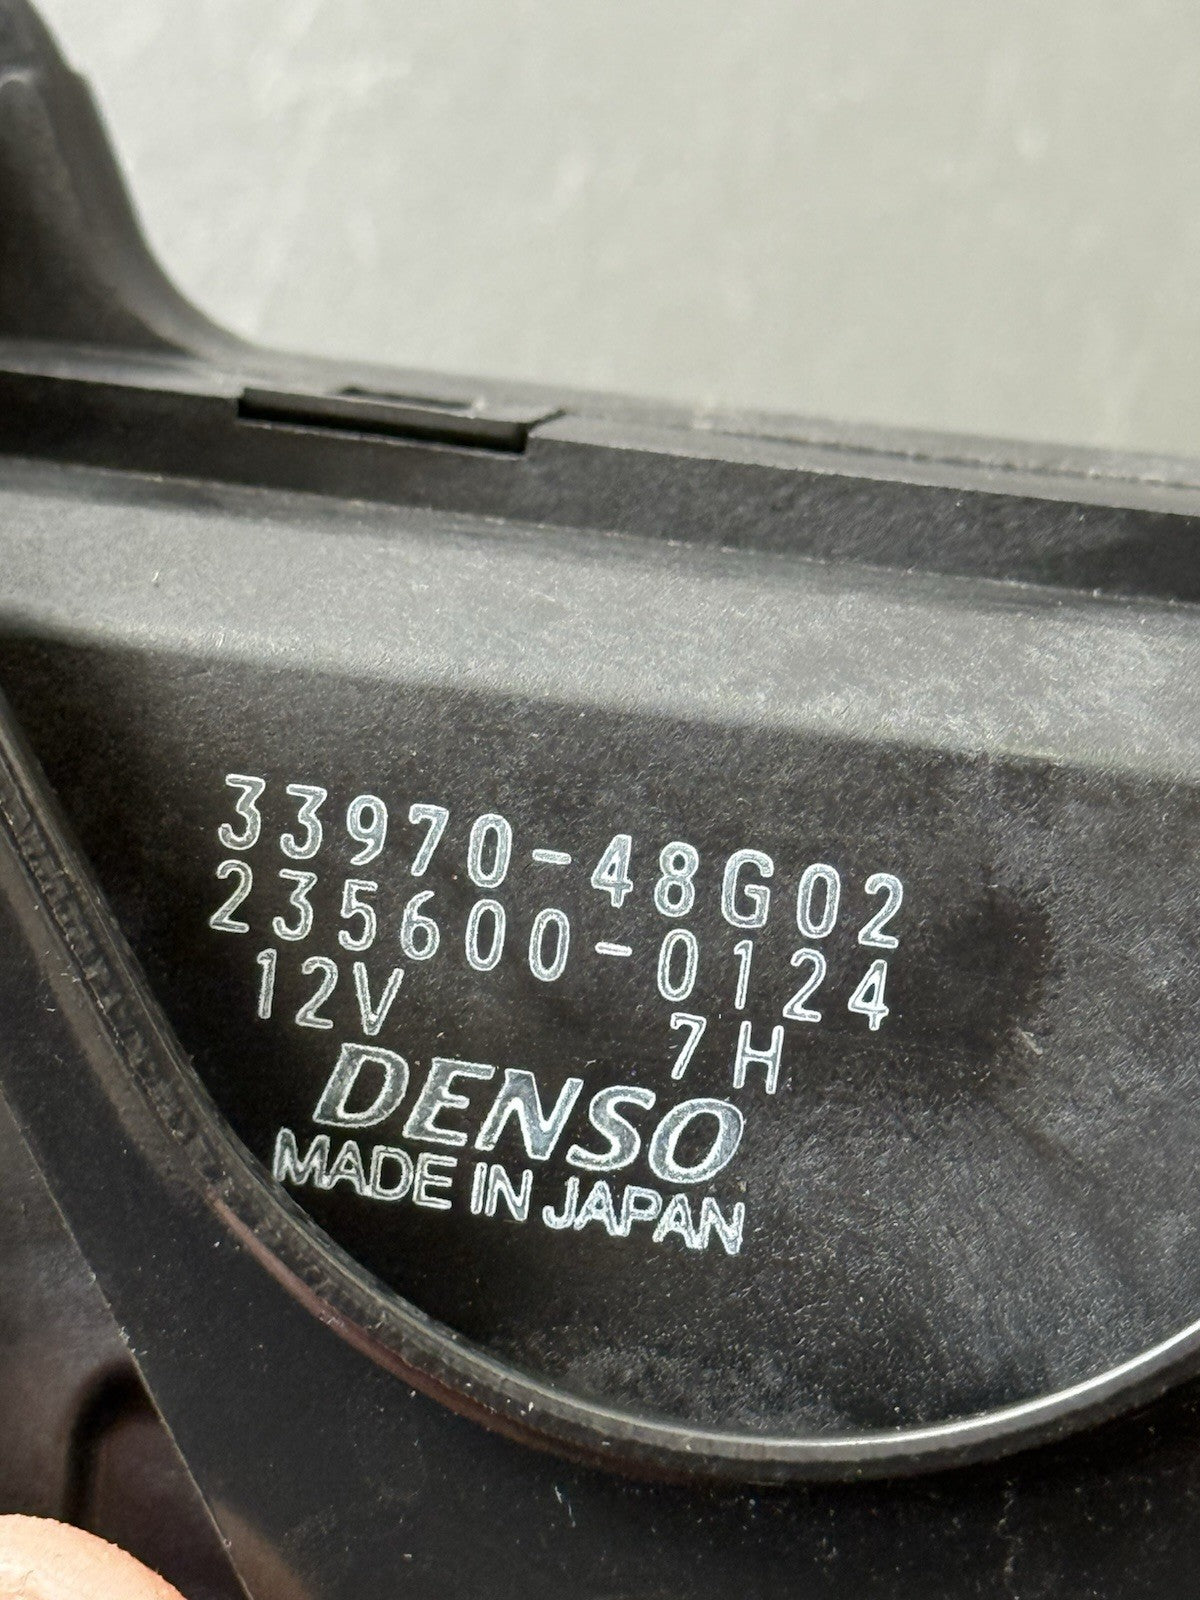 33970-48G02
235600-0124
12V 7H
DENSO
MADE IN JAPAN